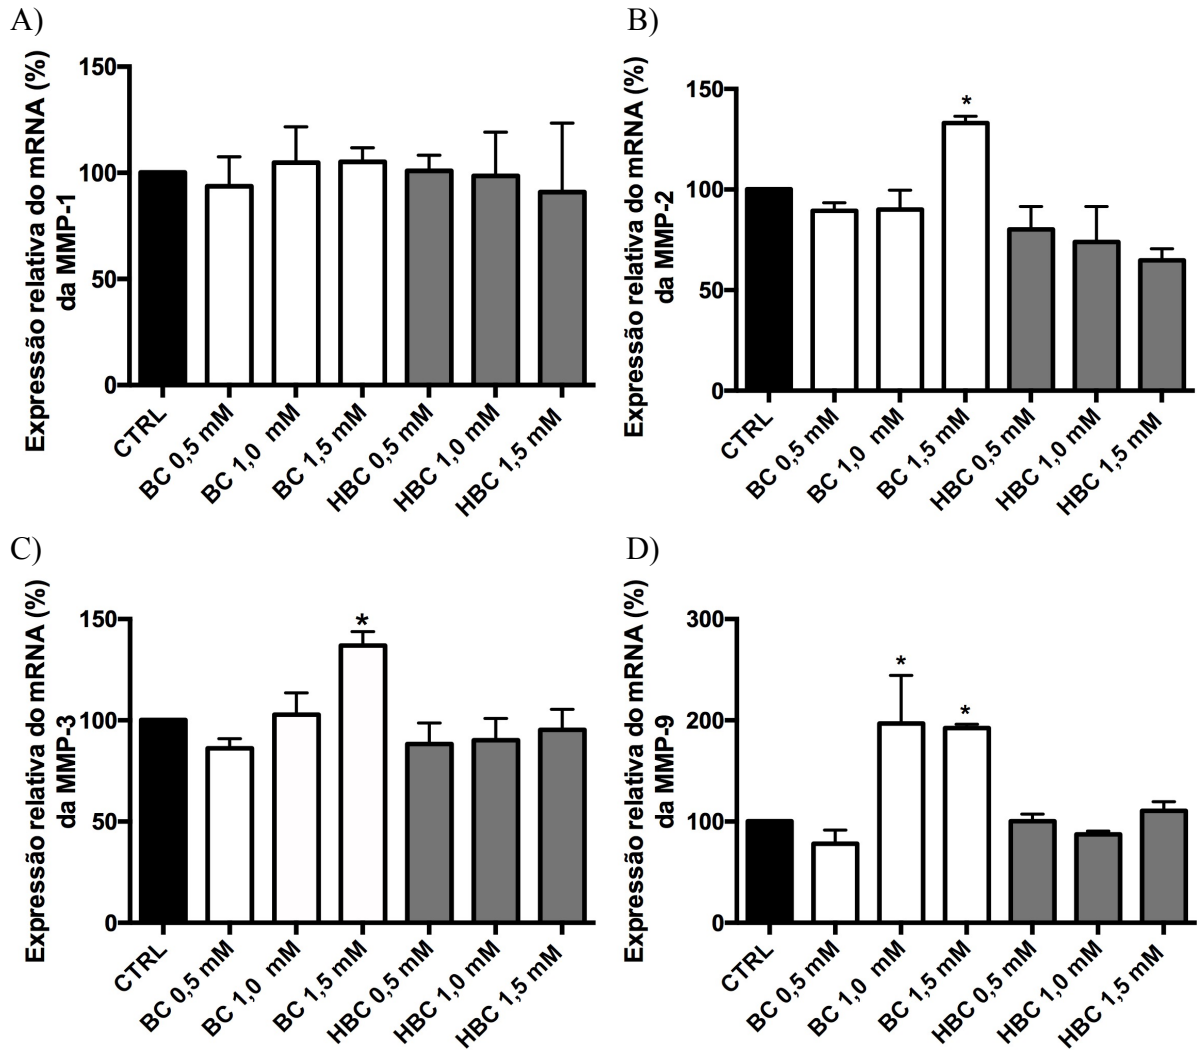 A)
Expressão relativa do mRNA (%)
da MMP-1
150
100
50
0
CTRL
BC 0,5 mM
BC 1,0 mM
BC 1,5 mM
HBC 0,5 mM
HBC 1,0 mM
HBC 1,5 mM
B)
Expressão relativa do mRNA (%)
da MMP-2
150
100
50
0
*
CTRL
BC 0,5 mM
BC 1,0 mM
BC 1,5 mM
HBC 0,5 mM
HBC 1,0 mM
HBC 1,5 mM
C)
Expressão relativa do mRNA (%)
da MMP-3
150
100
50
0
*
CTRL
BC 0,5 mM
BC 1,0 mM
BC 1,5 mM
HBC 0,5 mM
HBC 1,0 mM
HBC 1,5 mM
D)
Expressão relativa do mRNA (%)
da MMP-9
300
200
100
0
*
*
CTRL
BC 0,5 mM
BC 1,0 mM
BC 1,5 mM
HBC 0,5 mM
HBC 1,0 mM
HBC 1,5 mM